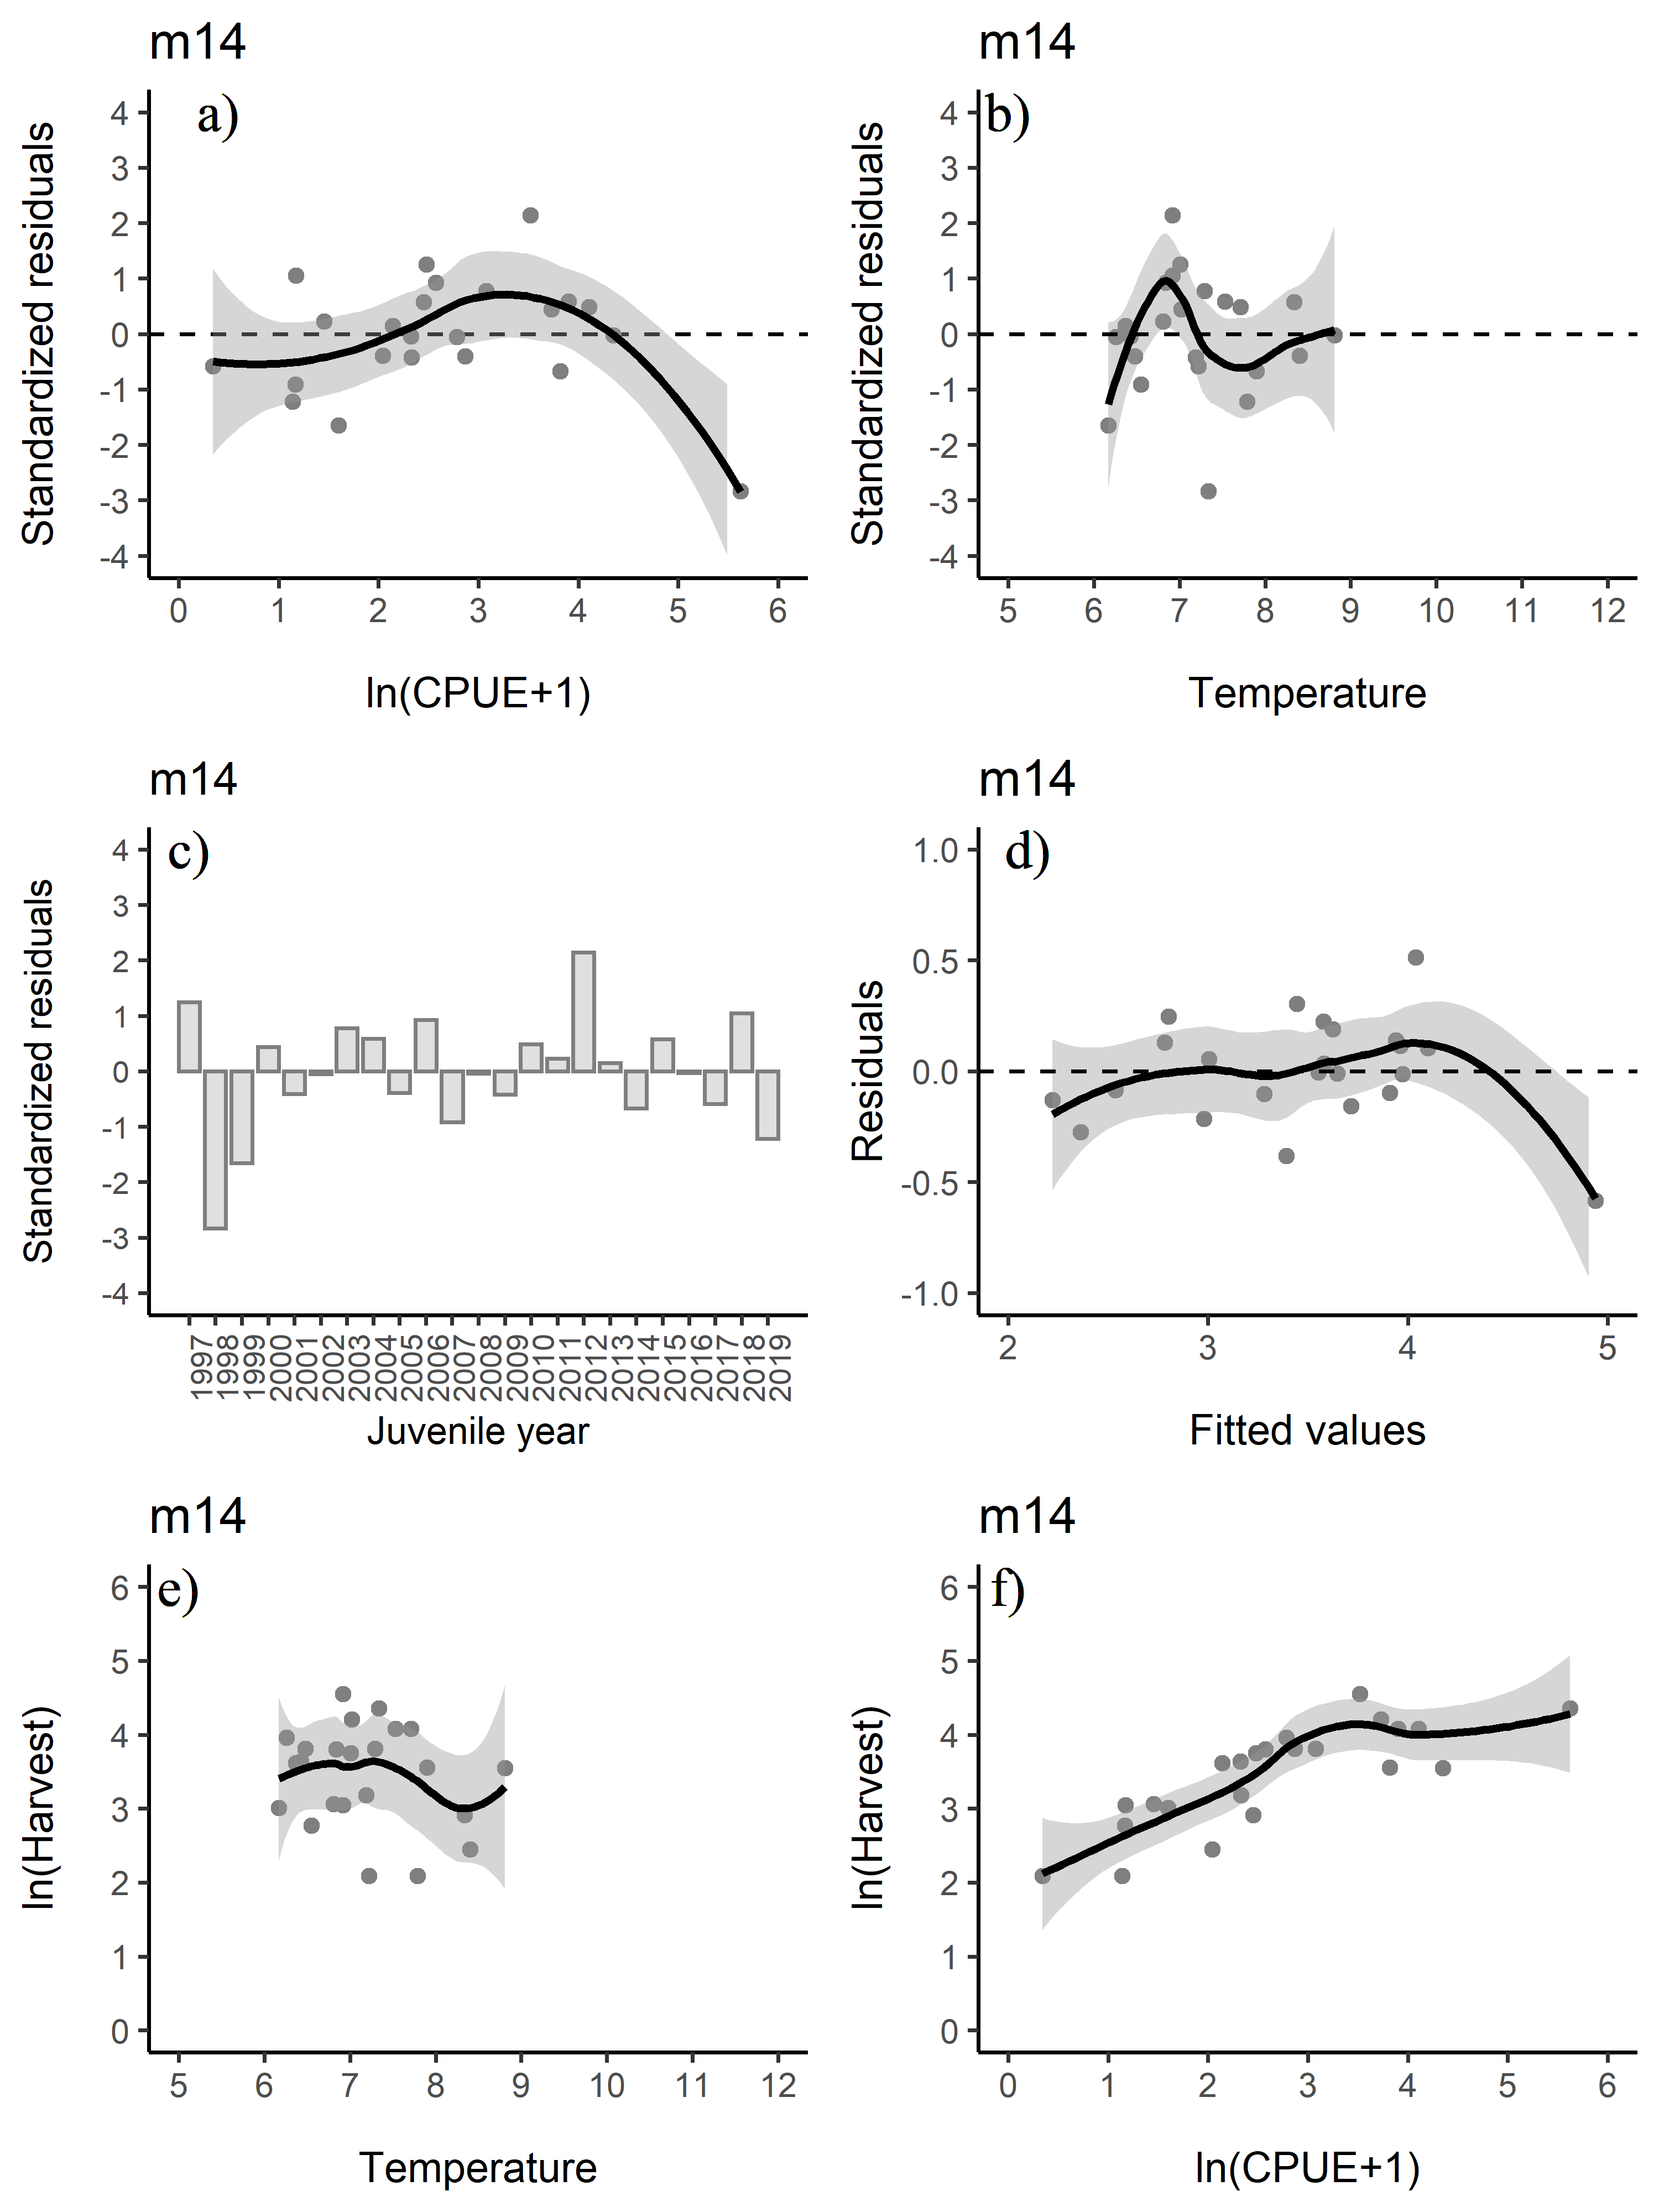 m14
a)
Standardized residuals
4
3
2
1
0
-1
-2
-3
-4
0 1 2 3 4 5 6
ln(CPUE+1)
m14
b)
Standardized residuals
4
3
2
1
0
-1
-2
-3
-4
5 6 7 8 9 10 11 12
Temperature
m14
c)
Standardized residuals
4
3
2
1
0
-1
-2
-3
-4
1997 1998 1999 2000 2001 2002 2003 2004 2005 2006 2007 2008 2009 2010 2011 2012 2013 2014 2015 2016 2017 2018 2019
Juvenile year
m14
d)
Residuals
1.0
0.5
0.0
-0.5
-1.0
2 3 4 5
Fitted values
m14
e)
ln(Harvest)
6
5
4
3
2
1
0
5 6 7 8 9 10 11 12
Temperature
m14
f)
ln(Harvest)
6
5
4
3
2
1
0
0 1 2 3 4 5 6
ln(CPUE+1)